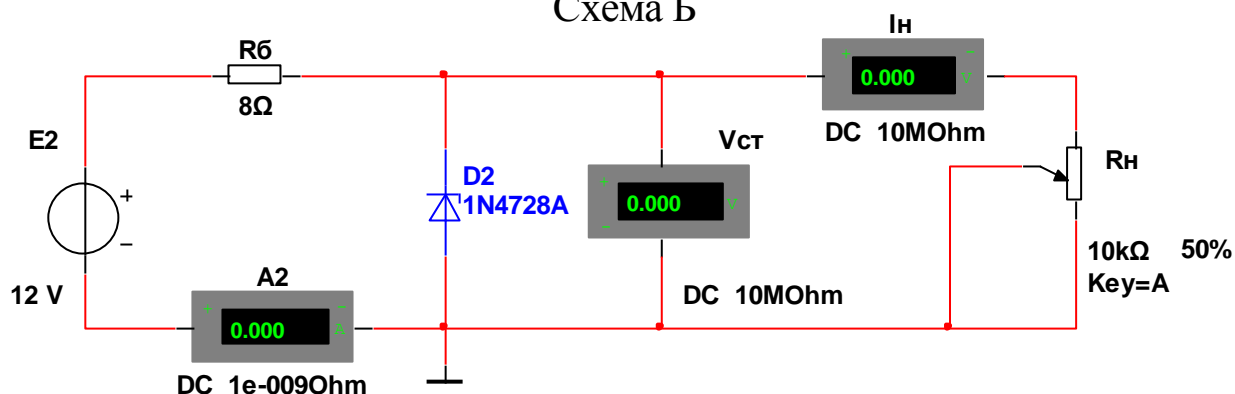 Схема Б
Iн
+ −
0.000 V
DC 10MOhm
Rб
8Ω
E2
+
−
12 V
D2
1N4728A
Vст
+
0.000 V
−
DC 10MOhm
Rн
10kΩ 50%
Key=A
A2
+ −
0.000 A
DC 1e-009Ohm